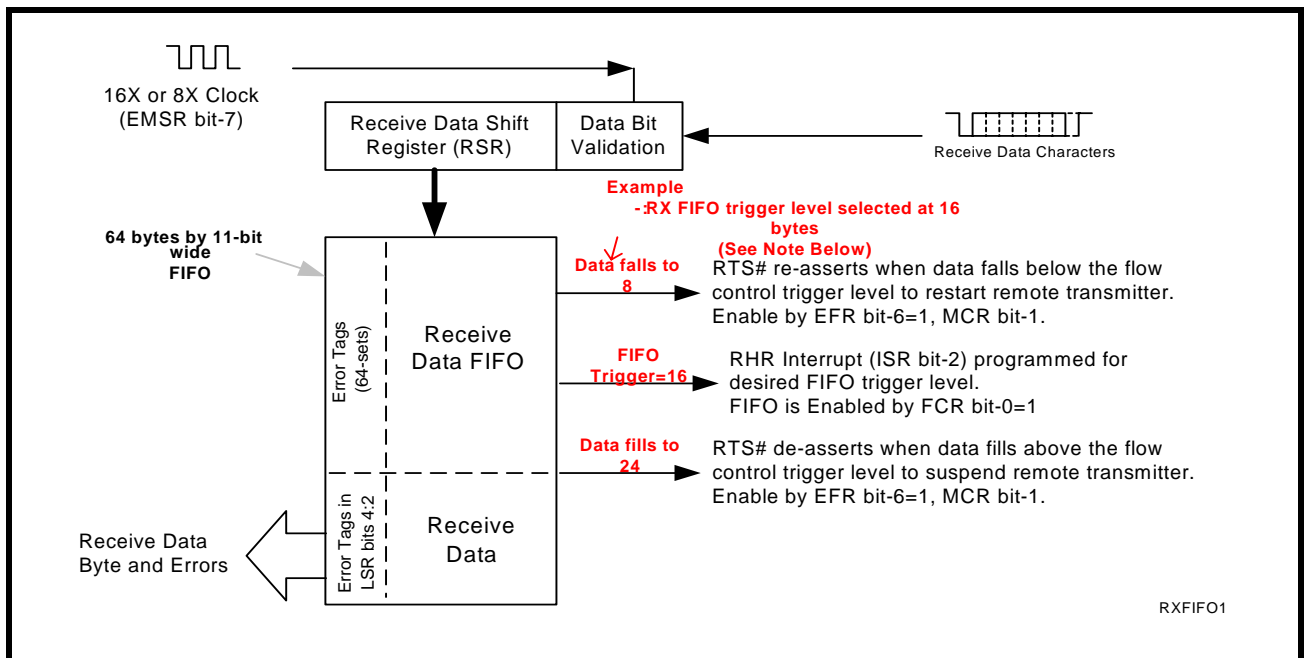 16X or 8X Clock
(EMSR bit-7)
Receive Data Shift
Register (RSR)
Data Bit
Validation
Receive Data Characters
Example
-:RX FIFO trigger level selected at 16
bytes
(See Note Below)
64 bytes by 11-bit
wide
FIFO
Data falls to
8
RTS# re-asserts when data falls below the flow
control trigger level to restart remote transmitter.
Enable by EFR bit-6=1, MCR bit-1.
Error Tags
(64-sets)
Receive
Data FIFO
FIFO
Trigger=16
RHR Interrupt (ISR bit-2) programmed for
desired FIFO trigger level.
FIFO is Enabled by FCR bit-0=1
Data fills to
24
RTS# de-asserts when data fills above the flow
control trigger level to suspend remote transmitter.
Enable by EFR bit-6=1, MCR bit-1.
Error Tags in
LSR bits 4:2
Receive
Data
Receive Data
Byte and Errors
RXFIFO1